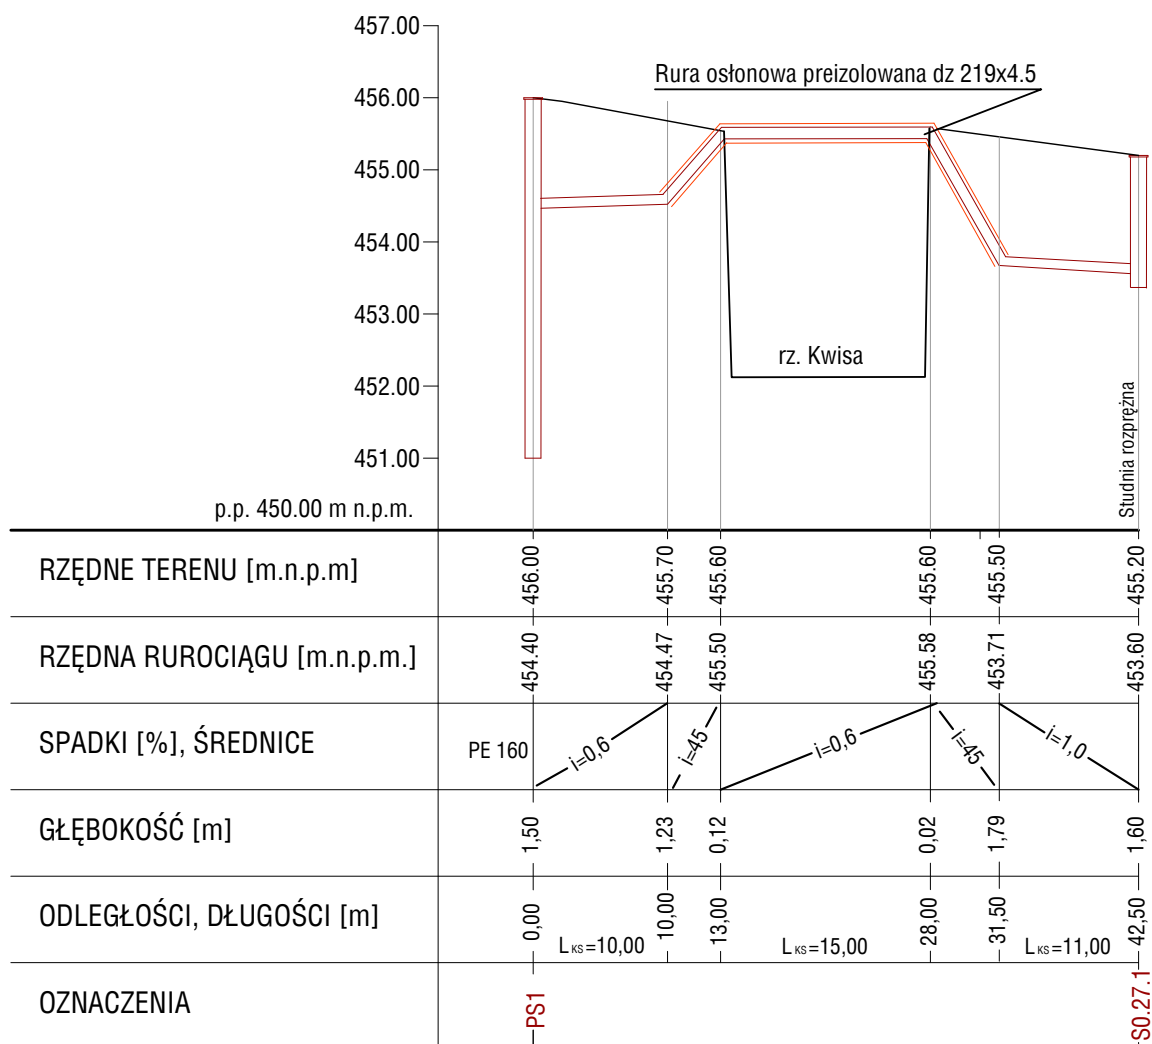 457.00
Rura osłonowa preizolowana dz 219x4.5
456.00
455.00
454.00
453.00
rz. Kwisa
452.00
451.00
Studnia rozprężna
p.p. 450.00 m n.p.m.
RZĘDNE TERENU [m.n.p.m]
456.00
455.70
455.60
455.60
455.50
455.20
RZĘDNA RUROCIĄGU [m.n.p.m.]
454.40
454.47
455.50
455.58
453.71
453.60
SPADKI [%], ŚREDNICE
PE 160
i=0,6
i=45
i=0,6
i=45
i=1,0
GŁĘBOKOŚĆ [m]
1,50
1,23
0,12
0,02
1,79
1,60
ODLEGŁOŚCI, DŁUGOŚCI [m]
0,00
LKS=10,00
10,00
13,00
LKS=15,00
28,00
31,50
LKS=11,00
42,50
OZNACZENIA
PS1
S0.27.1